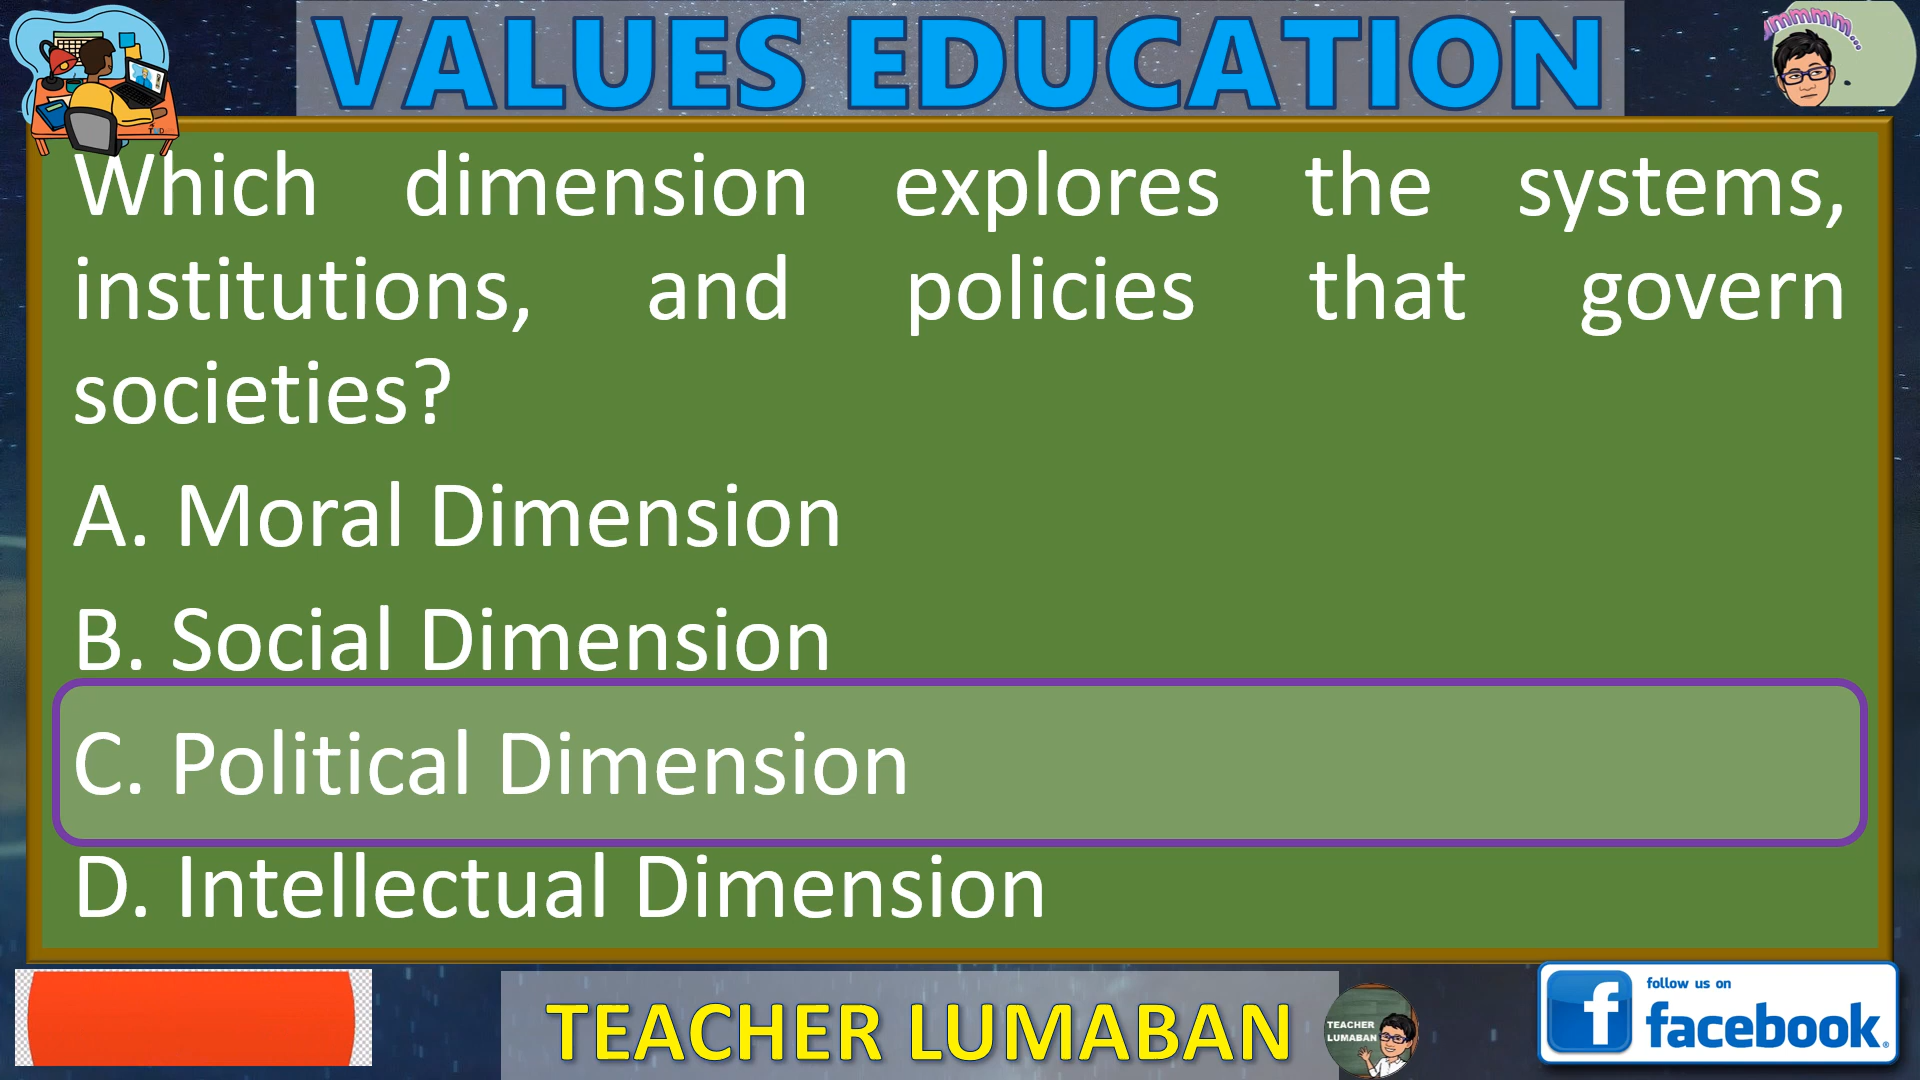 VALUES EDUCATION
ummmm...
Which dimension explores the systems,
institutions, and policies that govern
societies?
A. Moral Dimension
B. Social Dimension
C. Political Dimension
D. Intellectual Dimension
TEACHER LUMABAN
TEACHER
LUMABAN
follow us on
facebook.